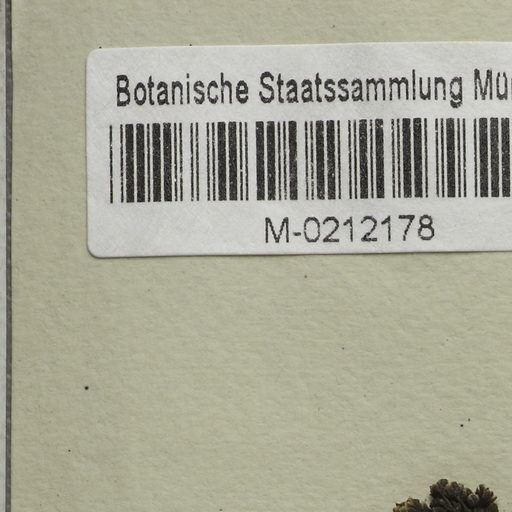 Botanische Staatssammlung Mü
M-0212178